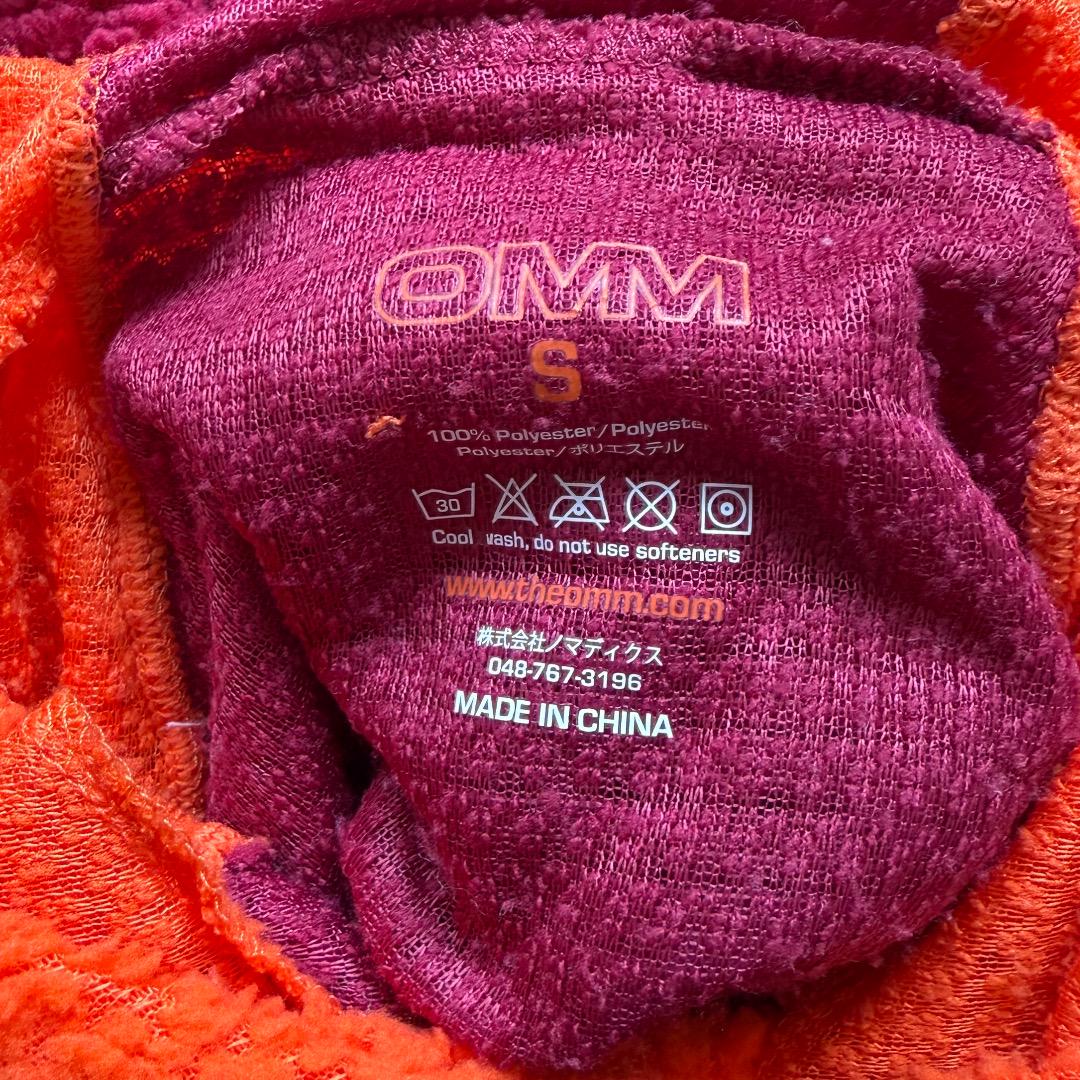 OMM
S
100% Polyester/Polyester
Polyester/ポリエステル
30
Cool wash, do not use softeners
www.theomm.com
株式会社ノマディクス
048-767-3196
MADE IN CHINA